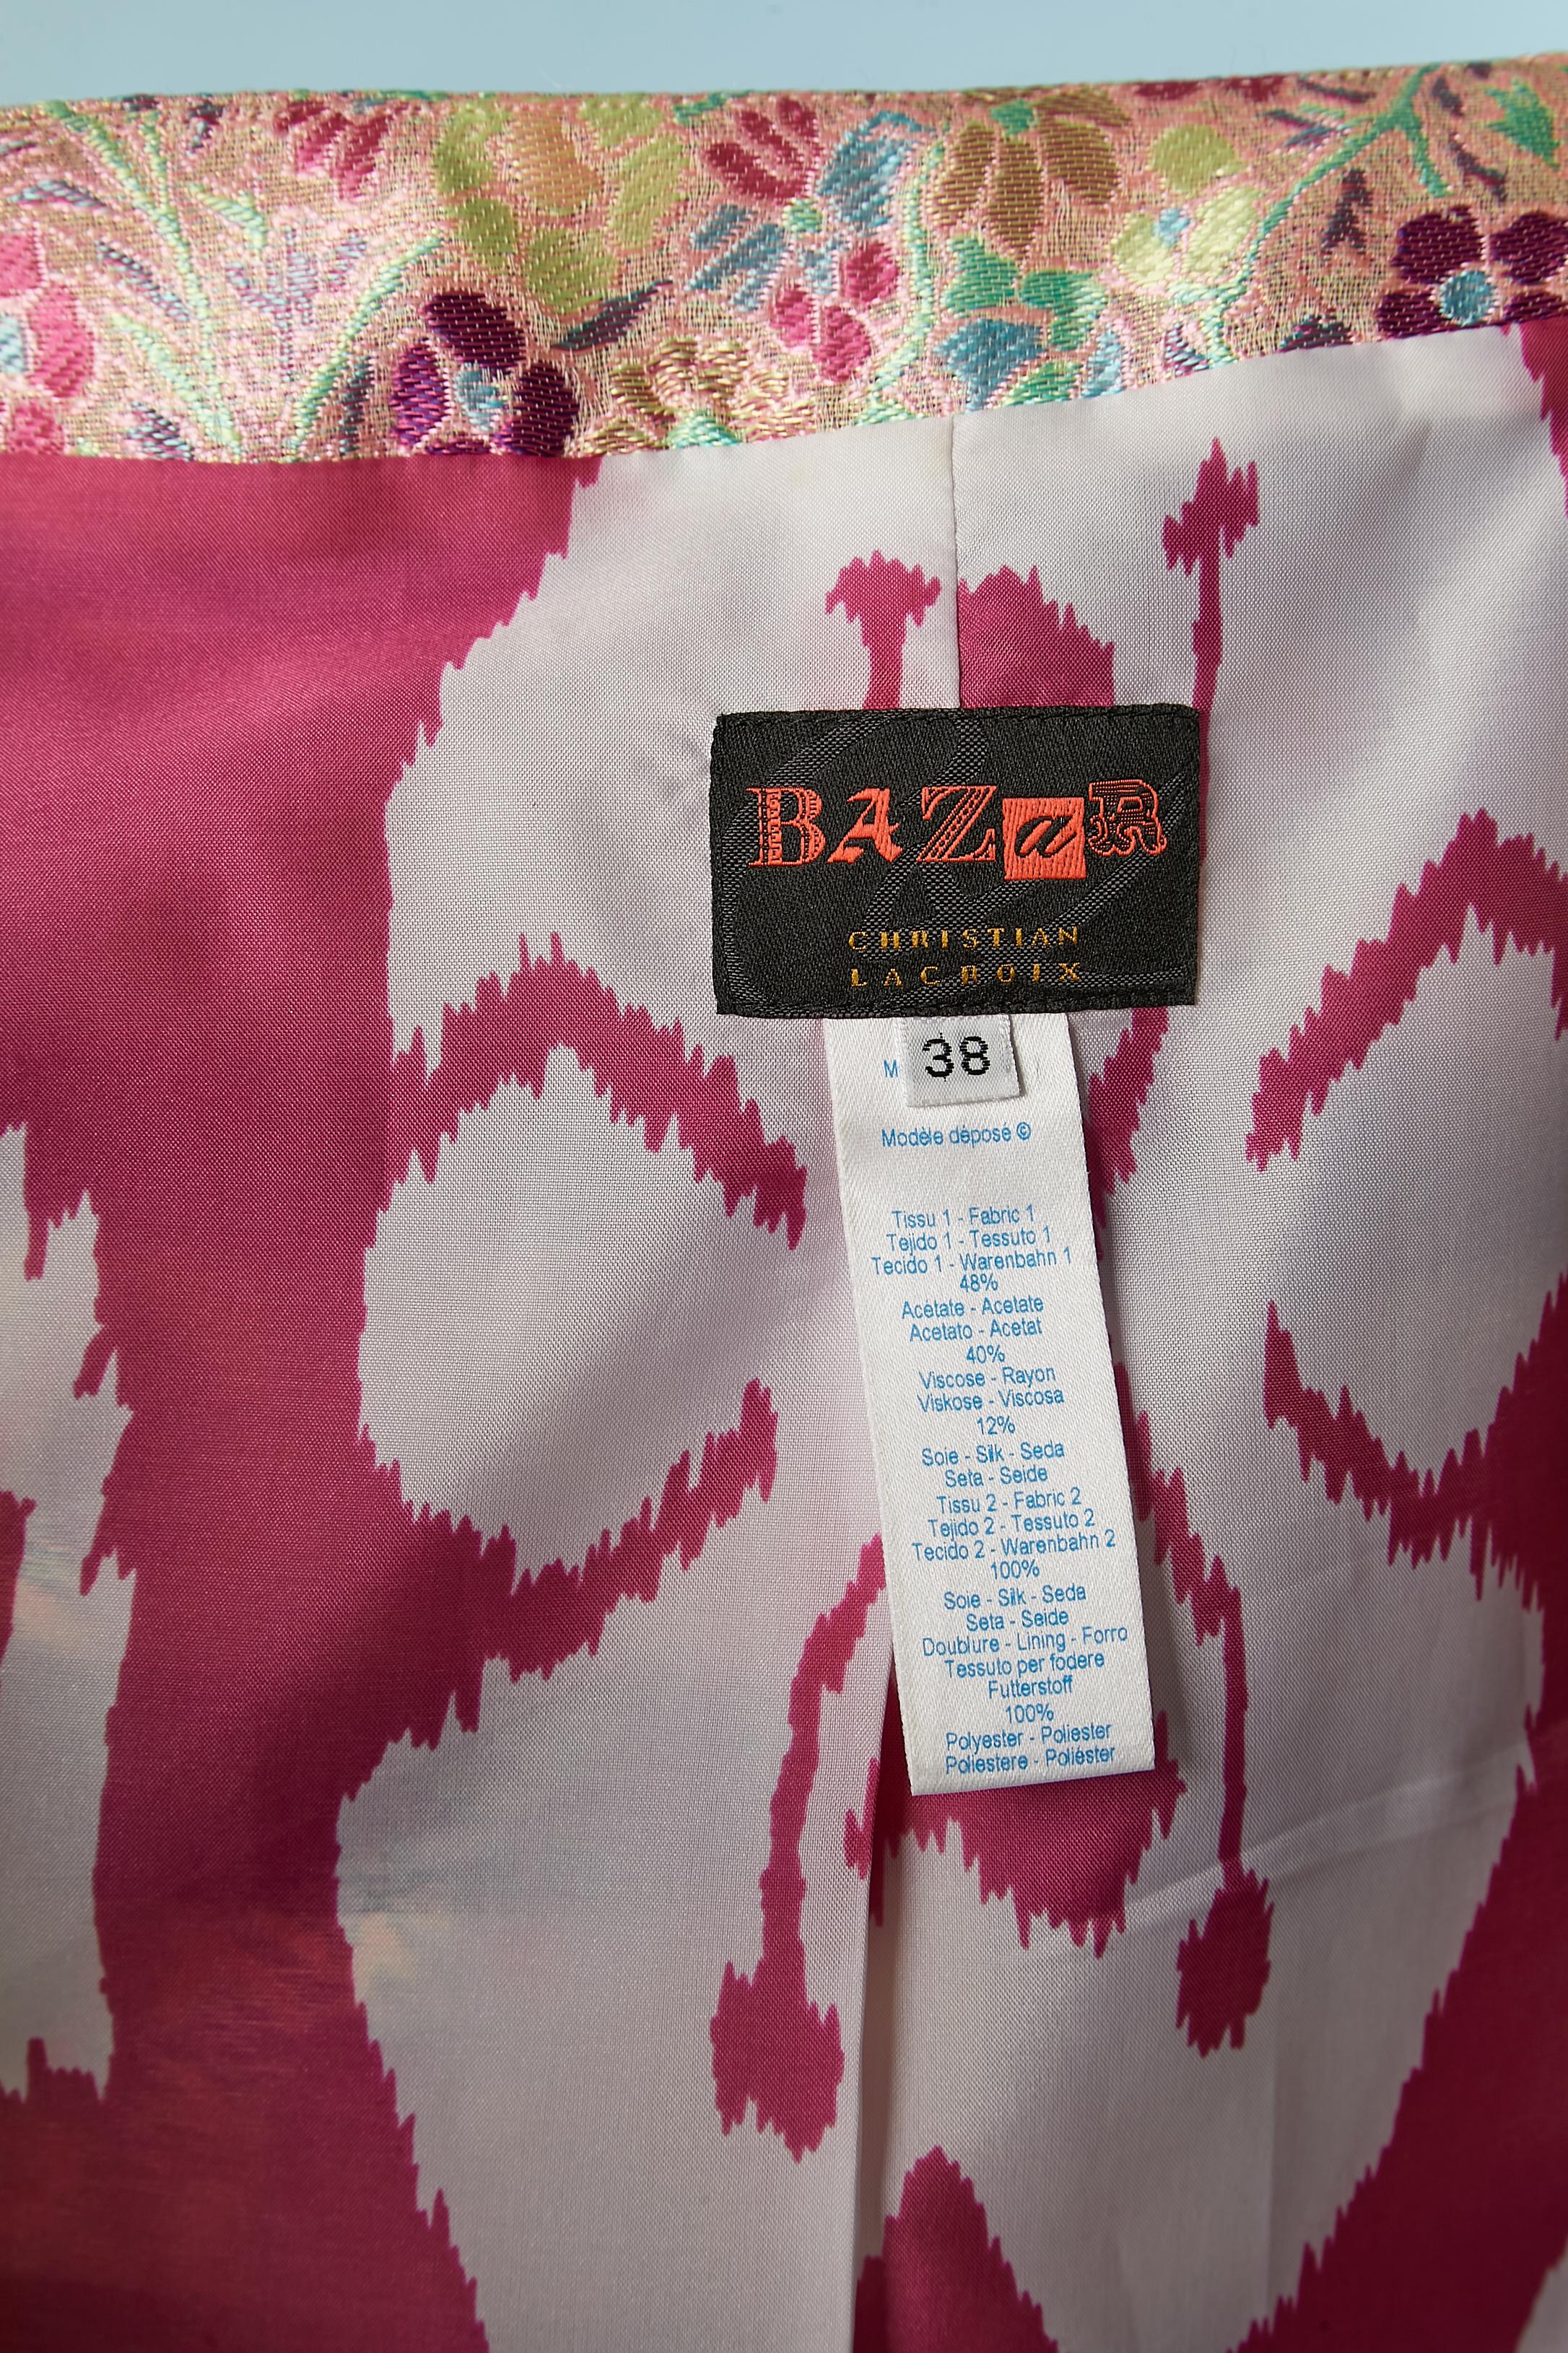 BAZaR
CHRISTIAN
LACROIX
38
M
Modèle déposé ©
Tissu 1 - Fabric 1
Tejido 1 - Tessuto 1
Tecido 1 - Warenbahn 1
48%
Acétate - Acetate
Acetato - Acetat
40%
Viscose - Rayon
Viskose - Viscosa
12%
Soie - Silk - Seda
Seta - Seide
Tissu 2 - Fabric 2
Tejido 2 - Tessuto 2
Tecido 2 - Warenbahn 2
100%
Soie - Silk - Seda
Seta - Seide
Doublure - Lining - Forro
Tessuto per fodere
Futterstoff
100%
Polyester - Poliester
Poliestere - Poliéster